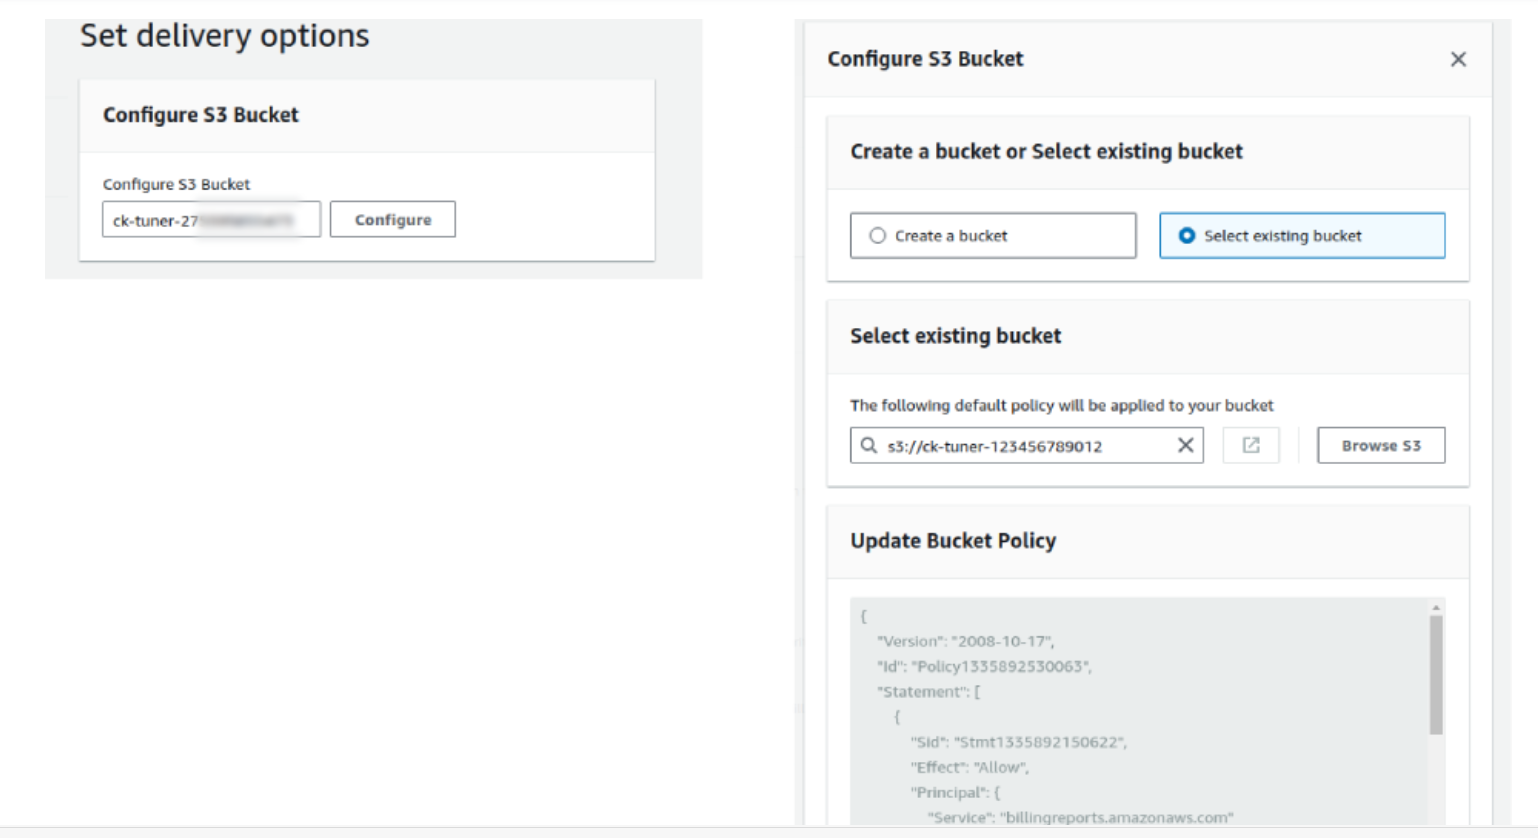 Set delivery options
Configure S3 Bucket
Configure S3 Bucket
ck-tuner-27
Configure
Configure S3 Bucket
Create a bucket or Select existing bucket
Create a bucket
Select existing bucket
Select existing bucket
The following default policy will be applied to your bucket
s3://ck-tuner-123456789012
Browse S3
Update Bucket Policy
{
"Version": "2008-10-17",
"Id": "Policy1335892530063",
"Statement": [
{
"Sid": "Stmt1335892150622",
"Effect": "Allow",
"Principal": {
"Service": "billingreports.amazonaws.com"